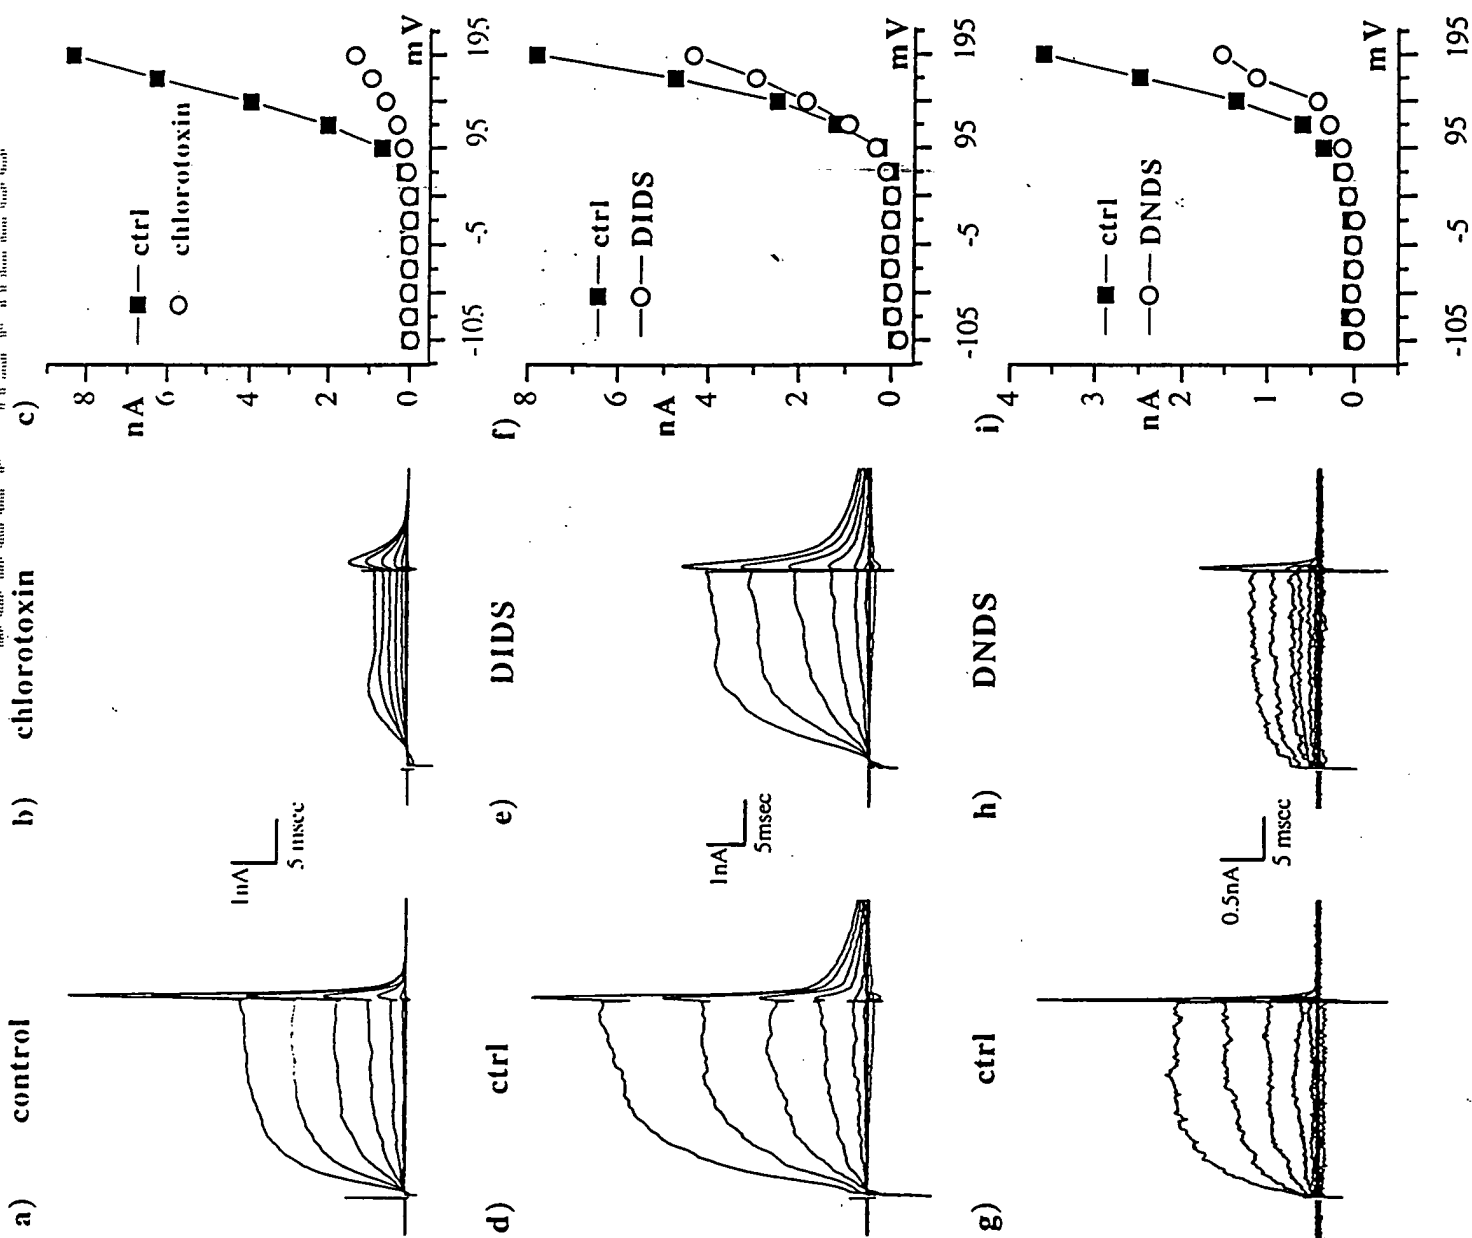 a)
control
b)
chlorotoxin
c)
1nA
5 msec
8
nA
6
4
2
0
ctrl
chlorotoxin
-105
-5
95
195
mV
d)
ctrl
e)
DIDS
f)
1nA
5msec
8
6
nA
4
2
0
ctrl
DIDS
-105
-5
95
195
mV
g)
ctrl
h)
DNDS
i)
0.5nA
5 msec
4
3
nA
2
1
0
ctrl
DNDS
-105
-5
95
195
mV